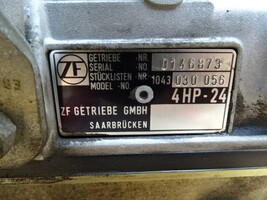 ZF
GETRIEBE -NR. 0146873
SERIAL -NO.
STÜCKLISTEN -NR. 1043 030 056
MODEL -NO. 4HP-24
ZF GETRIEBE GMBH
SAARBRÜCKEN